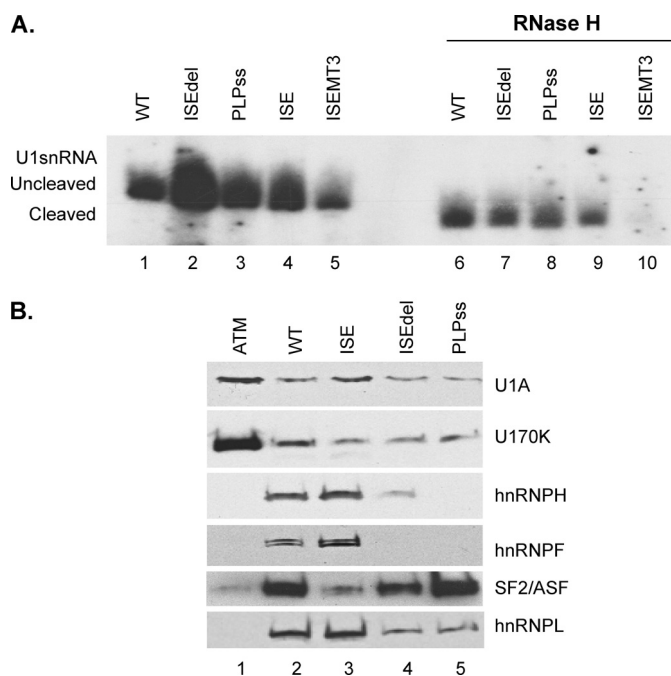 A.
RNase H
WT ISEdel PLPss ISE ISEMT3 WT ISEdel PLPss ISE ISEMT3
U1snRNA
Uncleaved
Cleaved
1 2 3 4 5 6 7 8 9 10
B.
ATM WT ISE ISEdel PLPss
U1A
U170K
hnRNPH
hnRNPF
SF2/ASF
hnRNPL
1 2 3 4 5